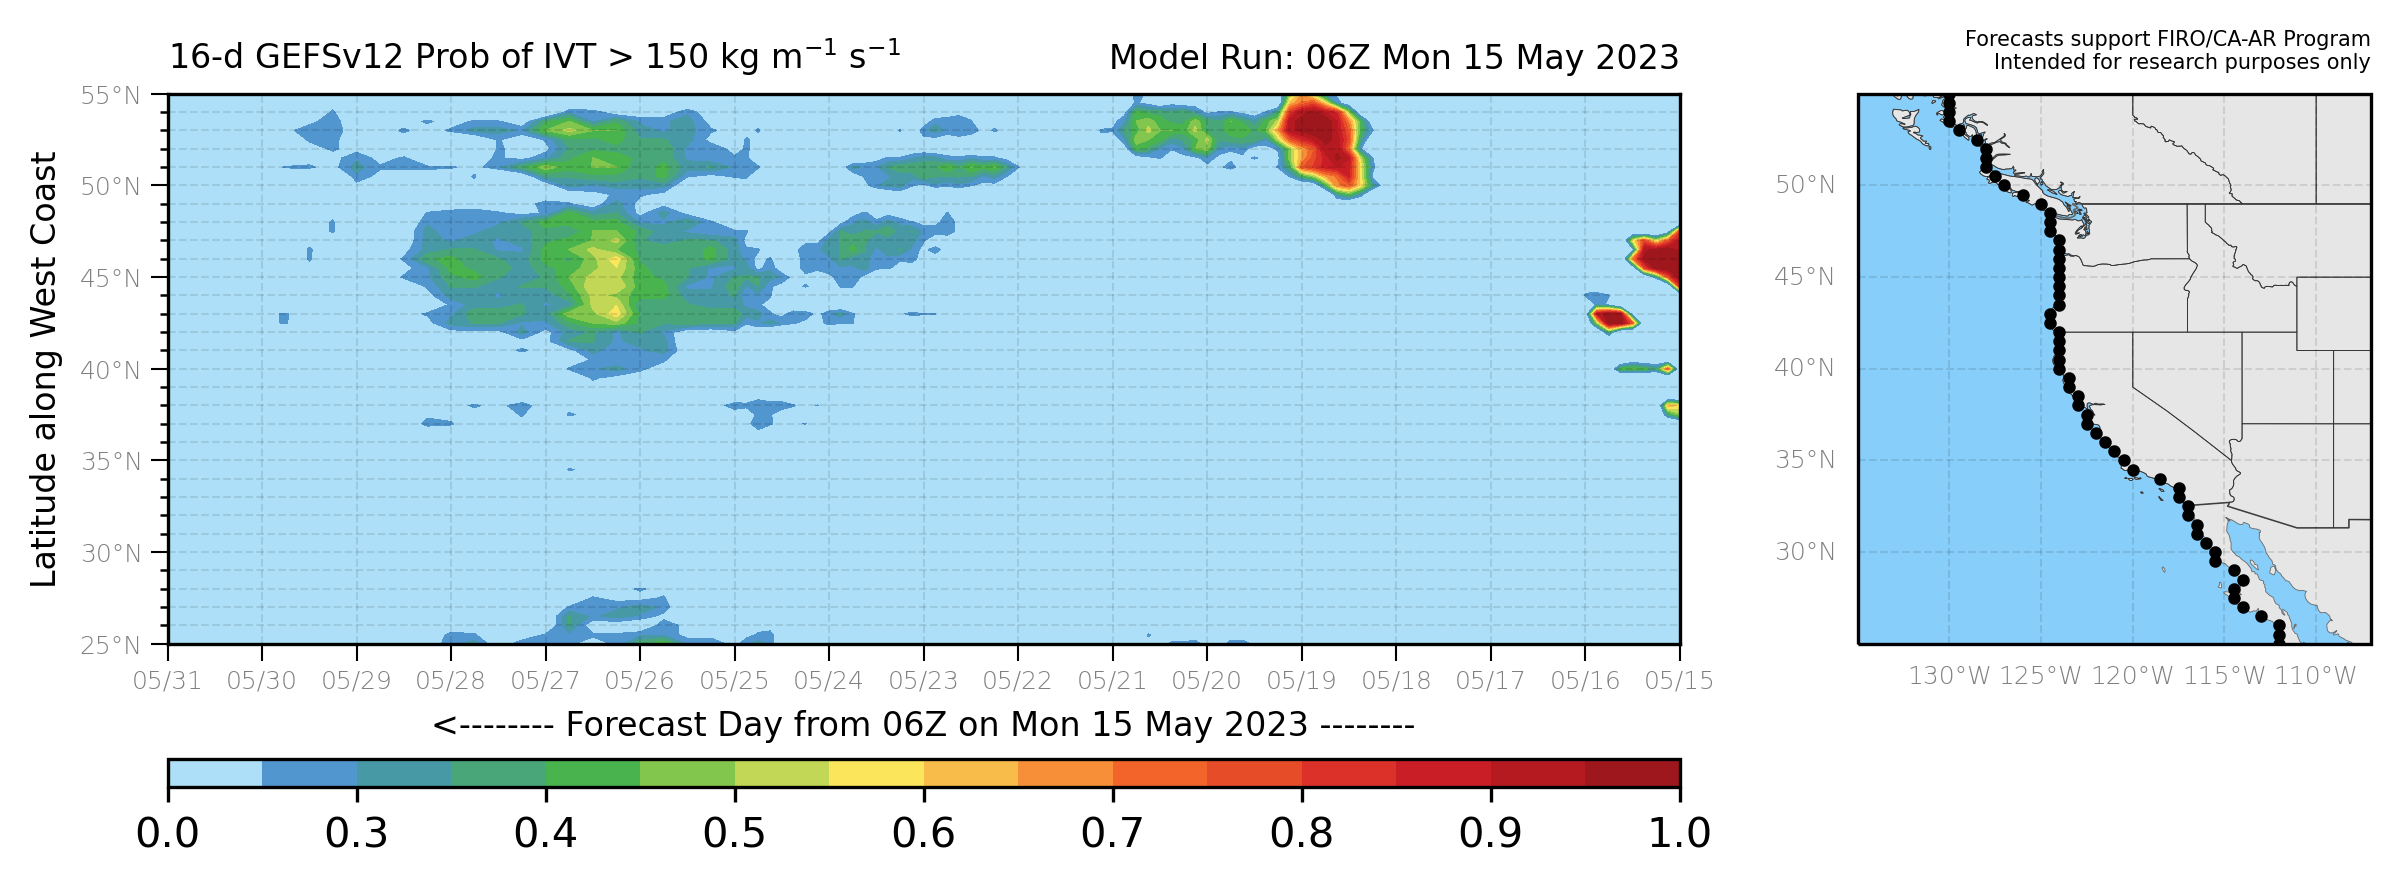 16-d GEFSv12 Prob of IVT > 150 kg m⁻¹ s⁻¹
Model Run: 06Z Mon 15 May 2023
Forecasts support FIRO/CA-AR Program
Intended for research purposes only
Latitude along West Coast
55°N
50°N
45°N
40°N
35°N
30°N
25°N
05/31 05/30 05/29 05/28 05/27 05/26 05/25 05/24 05/23 05/22 05/21 05/20 05/19 05/18 05/17 05/16 05/15
<-------- Forecast Day from 06Z on Mon 15 May 2023 --------
0.0 0.3 0.4 0.5 0.6 0.7 0.8 0.9 1.0
50°N
45°N
40°N
35°N
30°N
130°W 125°W 120°W 115°W 110°W